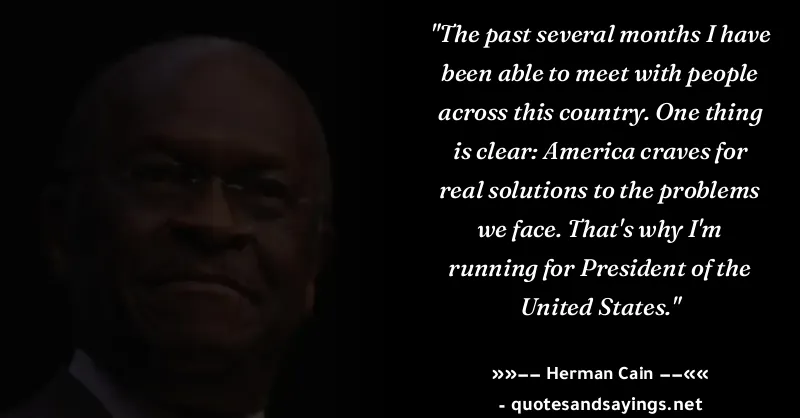 "The past several months I have
been able to meet with people
across this country. One thing
is clear: America craves for
real solutions to the problems
we face. That's why I'm
running for President of the
United States."
»»−− Herman Cain −−««
- quotesandsayings.net